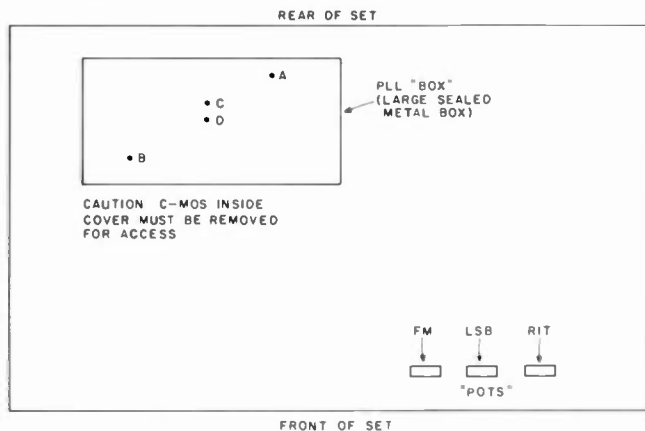 REAR OF SET
A
PLL "BOX"
(LARGE SEALED
METAL BOX)
C
D
B
CAUTION C-MOS INSIDE
COVER MUST BE REMOVED
FOR ACCESS
FM LSB RIT
"POTS"
FRONT OF SET